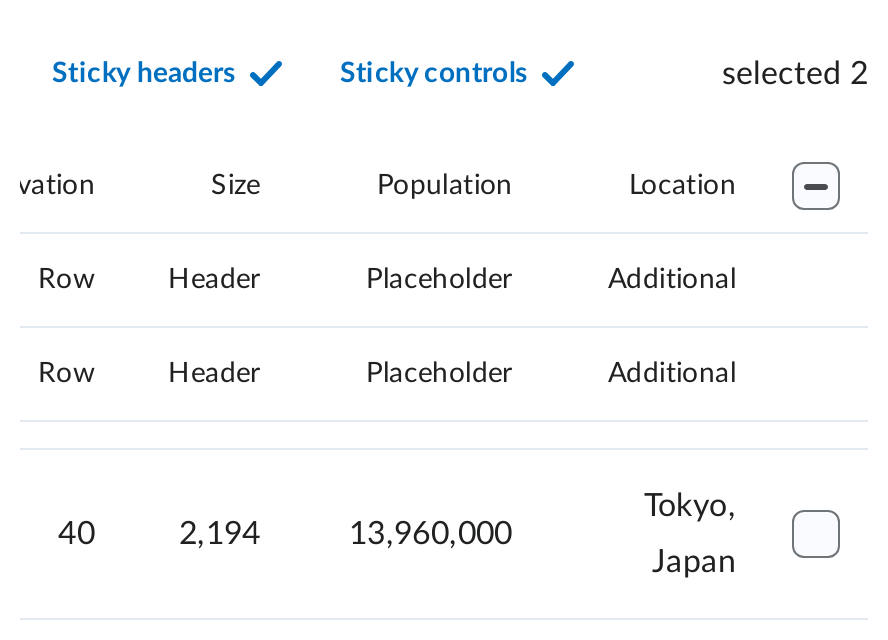 Sticky headers Sticky controls selected 2
vation Size Population Location
Row Header Placeholder Additional
Row Header Placeholder Additional
40 2,194 13,960,000 Tokyo,
Japan